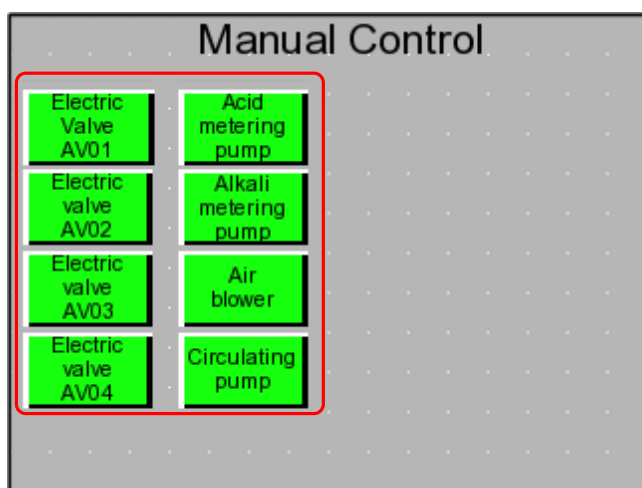 Manual Control
Electric
Valve
AV01
Acid
metering
pump
Electric
valve
AV02
Alkali
metering
pump
Electric
valve
AV03
Air
blower
Electric
valve
AV04
Circulating
pump